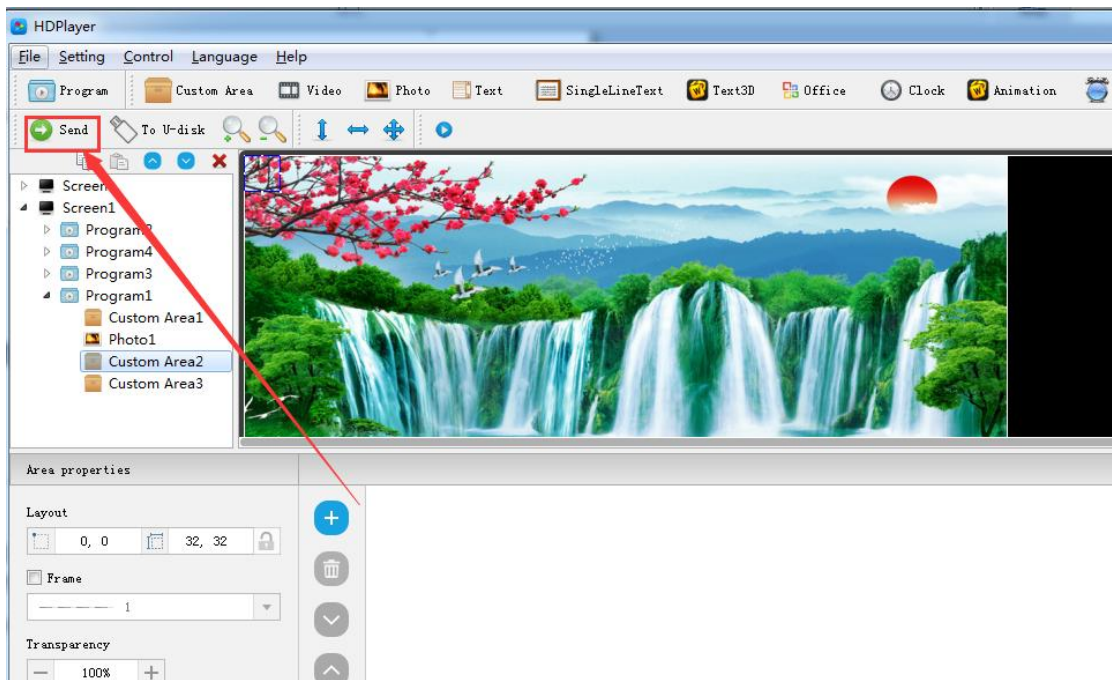 HDPlayer
File Setting Control Language Help
Program Custom Area Video Photo Text SingleLineText Text3D Office Clock Animation
Send To U-disk
Screen
Screen1
Program2
Program4
Program3
Program1
Custom Area1
Photo1
Custom Area2
Custom Area3
Area properties
Layout
0, 0 32, 32
Frame
1
Transparency
100%